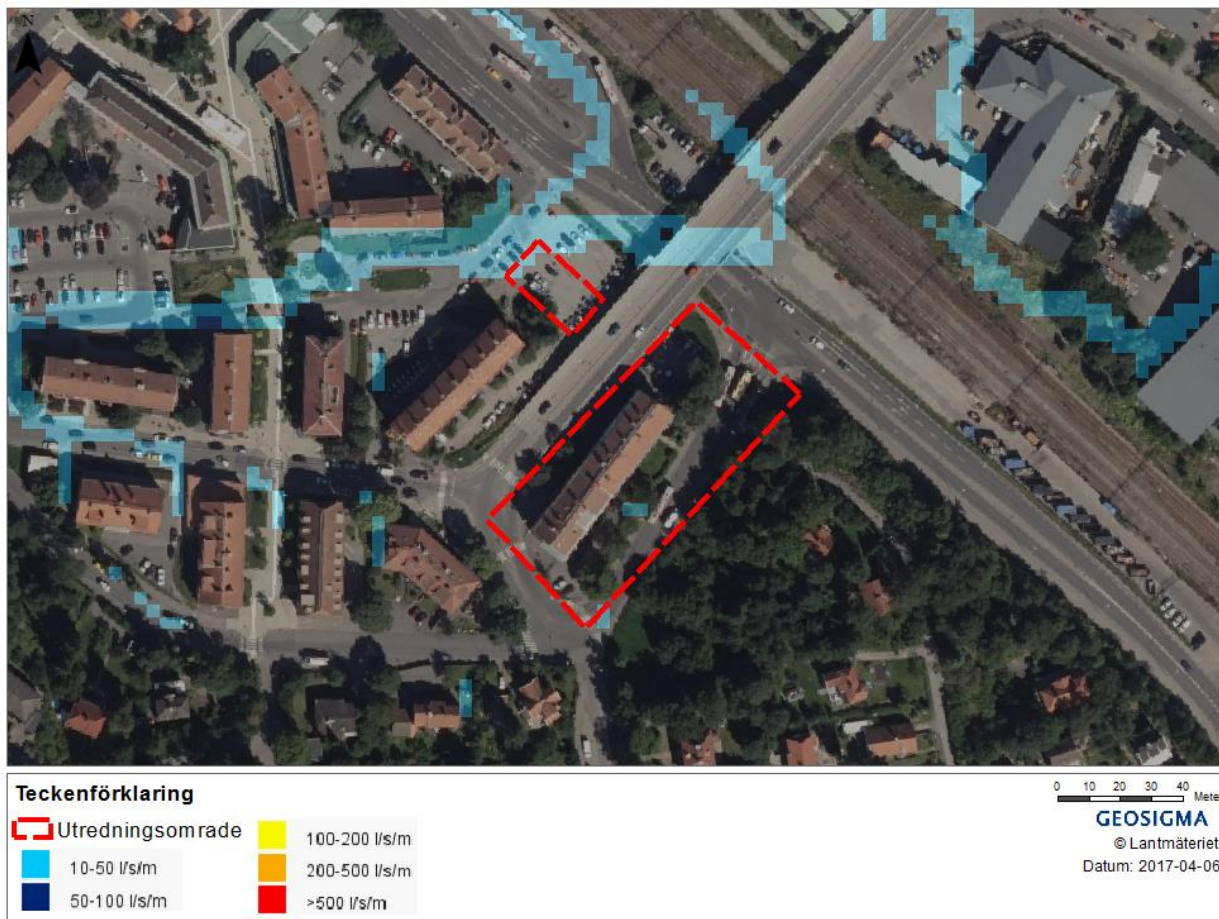 N
Teckenförklaring
Utredningsomrade
10-50 l/s/m
50-100 l/s/m
100-200 l/s/m
200-500 l/s/m
>500 l/s/m
0 10 20 30 40
Mete
GEOSIGMA
© Lantmäteriet
Datum: 2017-04-06